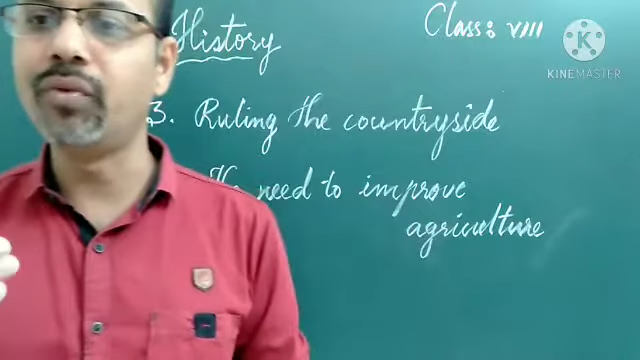 History
Class: VIII
K
KINEMASTER
3. Ruling the countryside
need to improve
agriculture